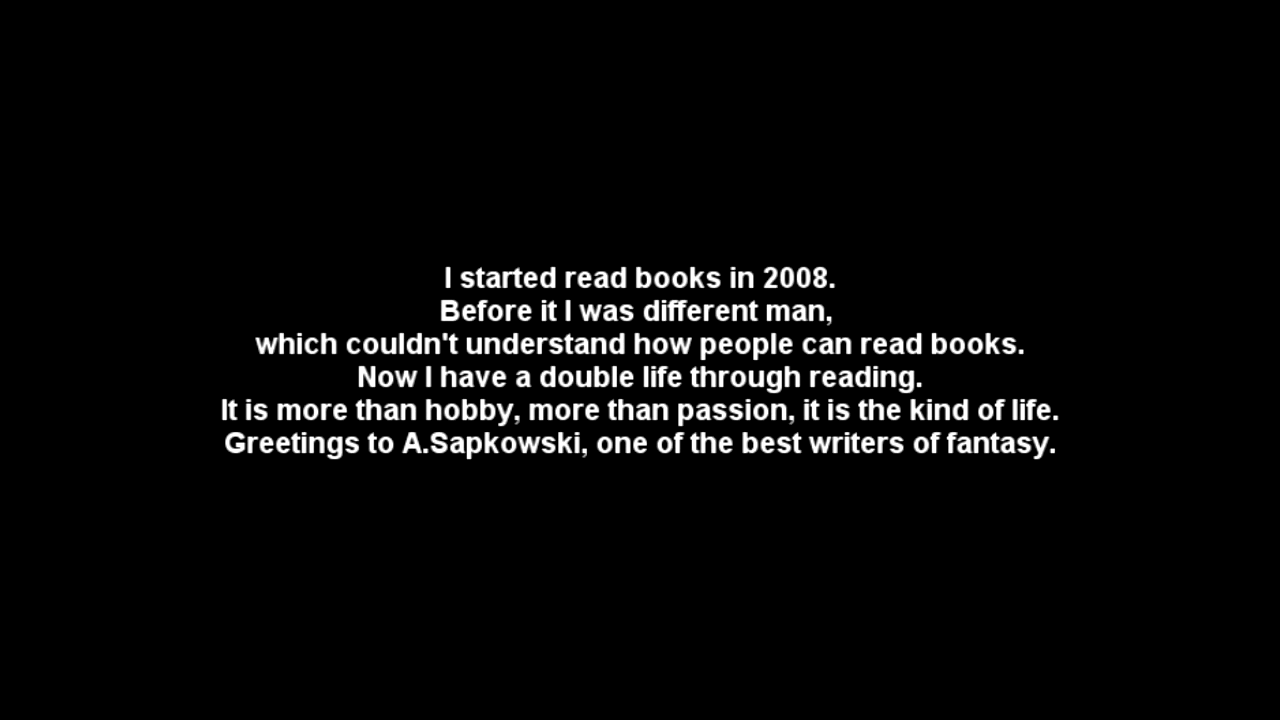 I started read books in 2008.
Before it I was different man,
which couldn't understand how people can read books.
Now I have a double life through reading.
It is more than hobby, more than passion, it is the kind of life.
Greetings to A.Sapkowski, one of the best writers of fantasy.